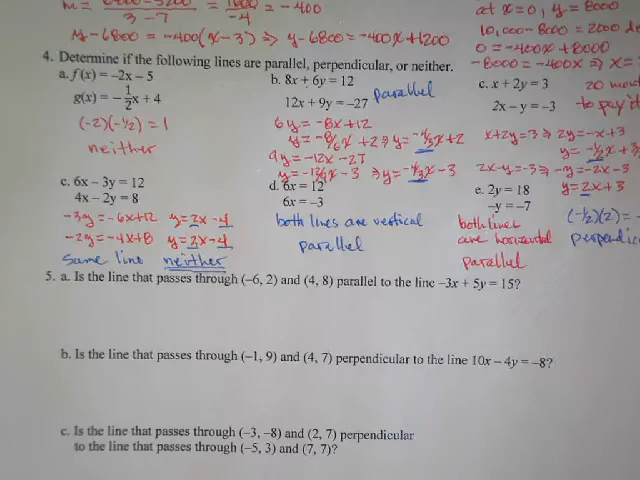 3 – 7 -4 = -400
y – 6800 = -400(x – 3) ⇒ y – 6800 = -400x + 1200
at x = 0, y = 8000
10,000 – 8000 = 2000
0 = -400x + 8000
-8000 = -400x ⇒ x =
20
to pay it
4. Determine if the following lines are parallel, perpendicular, or neither.
a. f(x) = –2x – 5
g(x) = –1/2x + 4
(-2)(-1/2) = 1
neither
b. 8x + 6y = 12
12x + 9y = –27
parallel
6y = -8x + 12
y = -8/6x + 2 ⇒ y = -4/3x + 2
9y = -12x - 27
y = -12/9x - 3 ⇒ y = -4/3x - 3
c. x + 2y = 3
2x – y = –3
x + 2y = 3 ⇒ 2y = -x + 3
y = -1/2x + 3/
2x - y = -3 ⇒ -y = -2x - 3
y = 2x + 3
(-1/2)(2) = -
c. 6x – 3y = 12
4x – 2y = 8
-3y = -6x + 12 y = 2x - 4
-2y = -4x + 8 y = 2x - 4
same line neither
d. 6x = 12
6x = –3
both lines are vertical
parallel
e. 2y = 18
–y = –7
both lines
are horizontal
parallel
5. a. Is the line that passes through (–6, 2) and (4, 8) parallel to the line –3x + 5y = 15?
b. Is the line that passes through (–1, 9) and (4, 7) perpendicular to the line 10x – 4y = –8?
c. Is the line that passes through (–3, –8) and (2, 7) perpendicular
to the line that passes through (–5, 3) and (7, 7)?